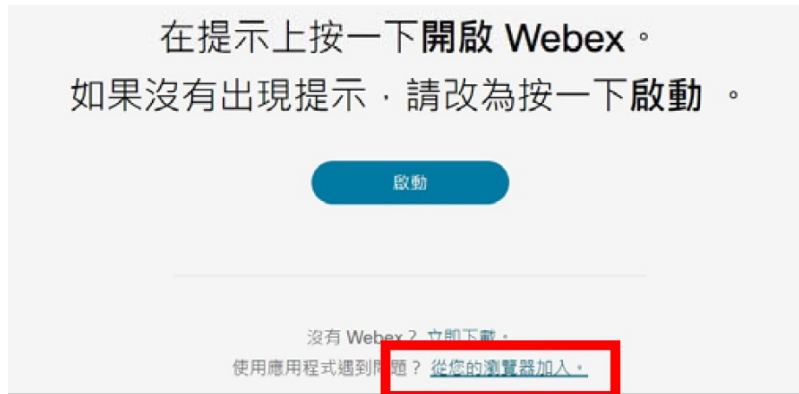 在提示上按一下開啟 Webex。
如果沒有出現提示，請改為按一下啟動 。
啟動
沒有 Webex？ 立即下載。
使用應用程式遇到問題？ 從您的瀏覽器加入。